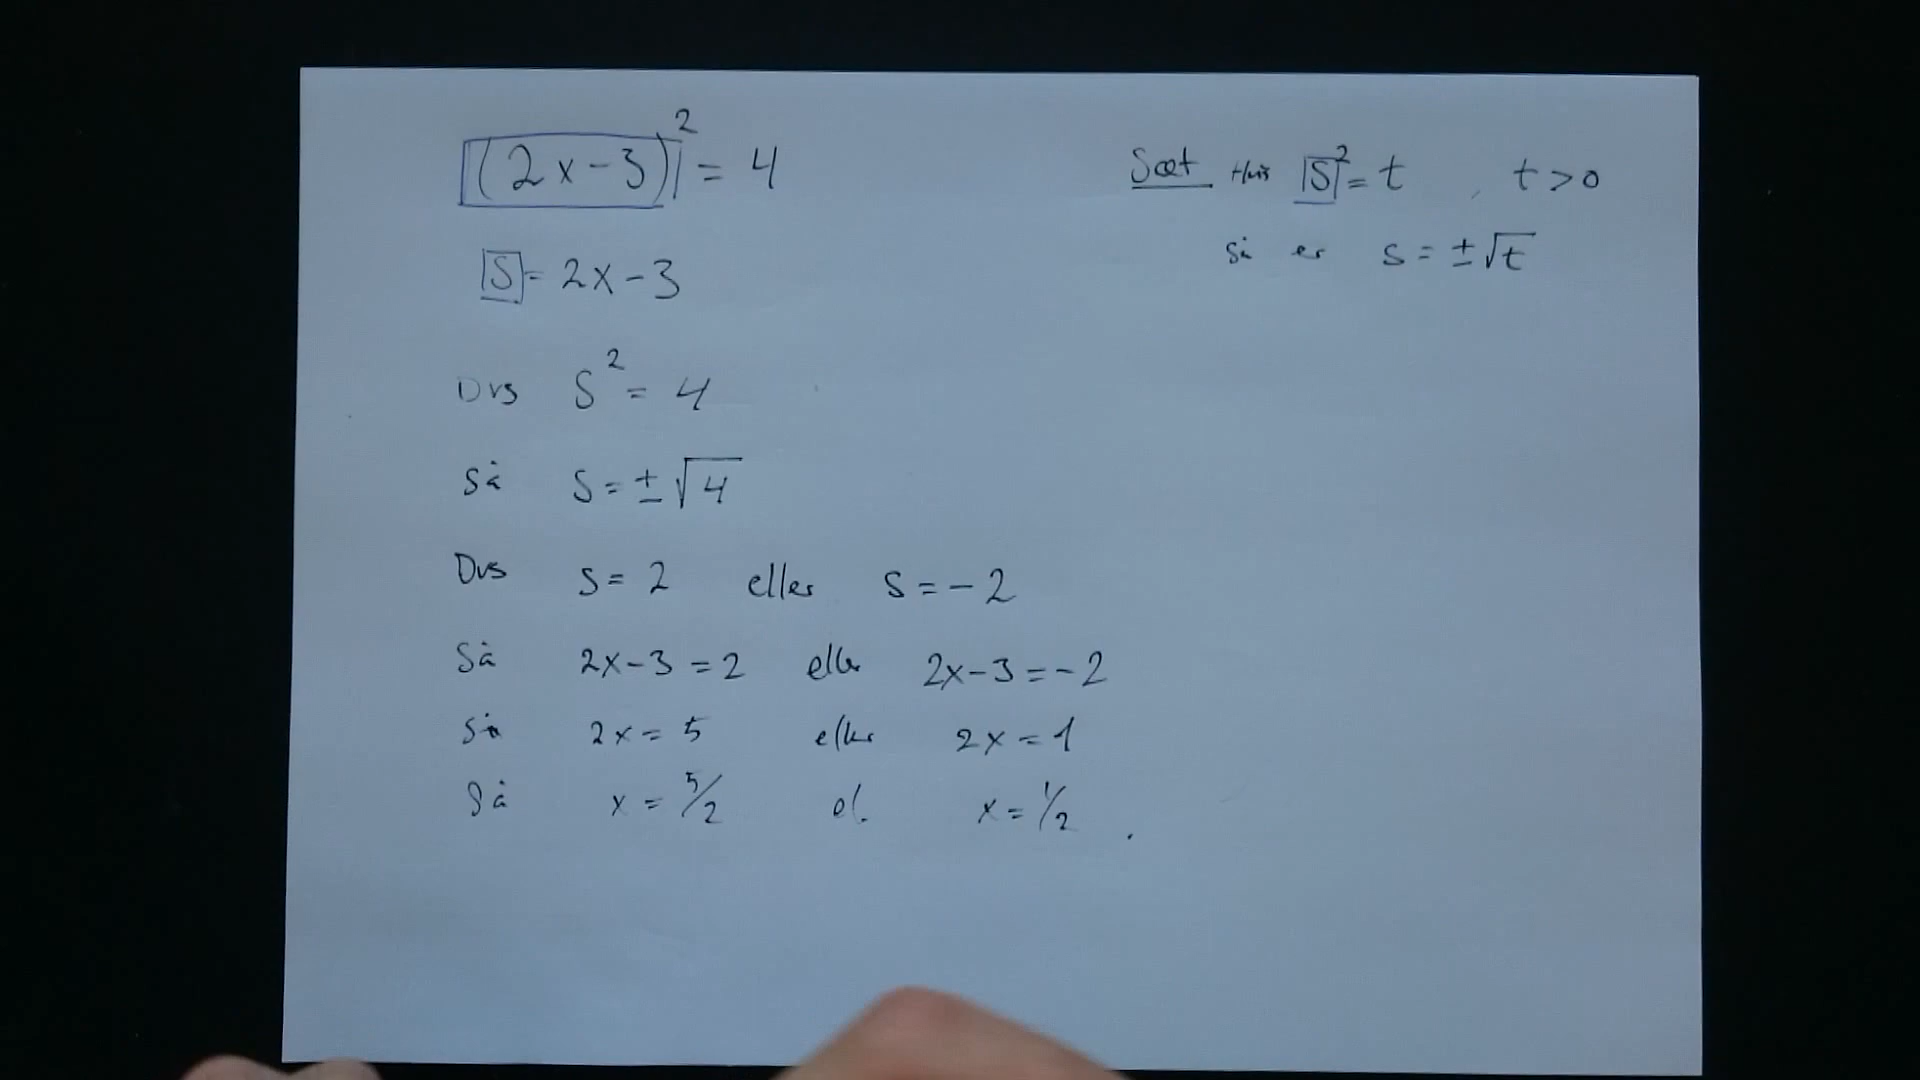 (2x-3)² = 4
S = 2x-3
Dvs S² = 4
Så S = ±√4
Dvs S = 2 eller S = -2
Så 2x-3 = 2 eller 2x-3 = -2
Så 2x = 5 eller 2x = 1
Så x = 5/2 el. x = 1/2 .
Sæt Hvis S² = t , t > 0
Så er s = ±√t